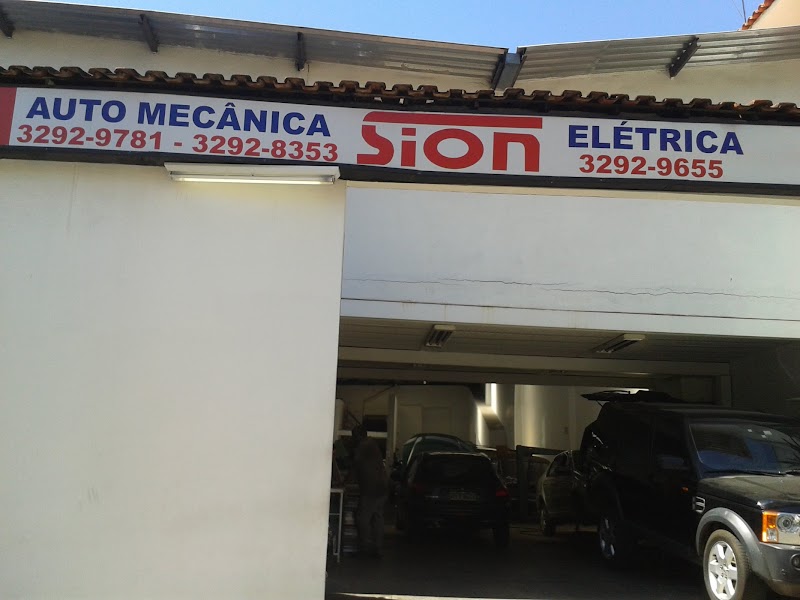 AUTO MECÂNICA
3292-9781 - 3292-8353
Sion
ELÉTRICA
3292-9655